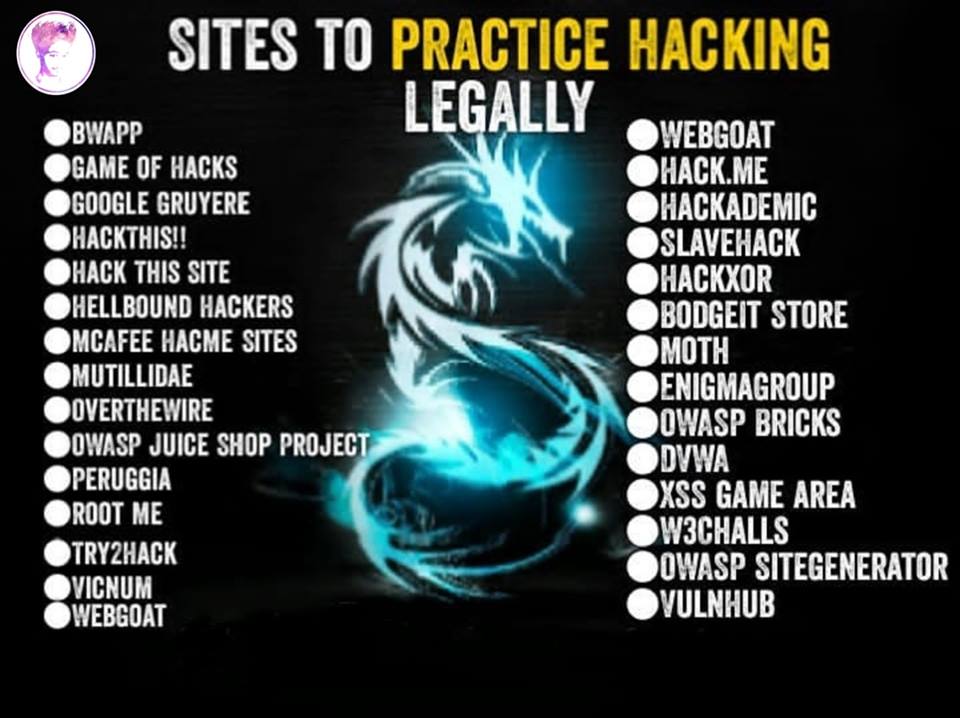 SITES TO PRACTICE HACKING
LEGALLY
BWAPP
GAME OF HACKS
GOOGLE GRUYERE
HACKTHIS!!
HACK THIS SITE
HELLBOUND HACKERS
MCAFEE HACME SITES
MUTILLIDAE
OVERTHEWIRE
OWASP JUICE SHOP PROJECT
PERUGGIA
ROOT ME
TRY2HACK
VICNUM
WEBGOAT
WEBGOAT
HACK.ME
HACKADEMIC
SLAVEHACK
HACKXOR
BODGEIT STORE
MOTH
ENIGMAGROUP
OWASP BRICKS
DVWA
XSS GAME AREA
W3CHALLS
OWASP SITEGENERATOR
VULNHUB